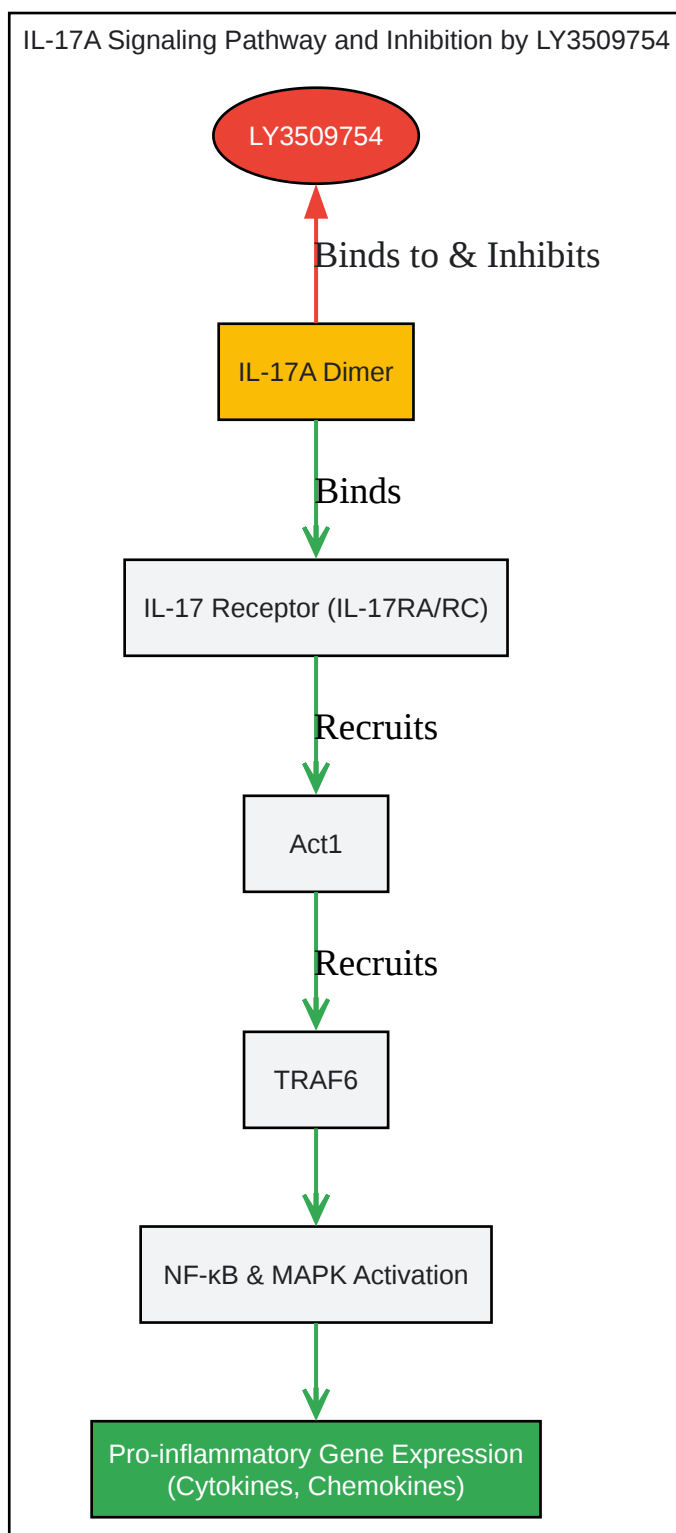 IL-17A Signaling Pathway and Inhibition by LY3509754
LY3509754
Binds to & Inhibits
IL-17A Dimer
Binds
IL-17 Receptor (IL-17RA/RC)
Recruits
Act1
Recruits
TRAF6
NF-κB & MAPK Activation
Pro-inflammatory Gene Expression
(Cytokines, Chemokines)